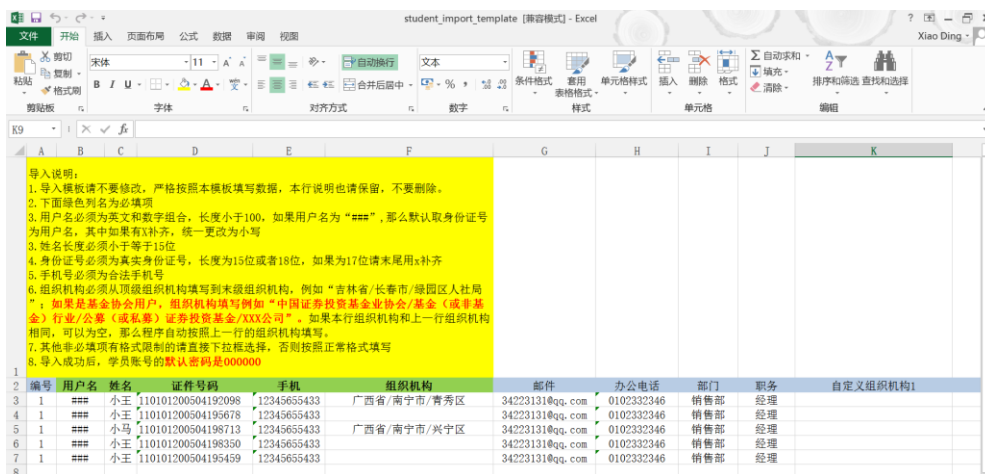 student_import_template [兼容模式] - Excel
Xiao Ding
文件 开始 插入 页面布局 公式 数据 审阅 视图
剪切
复制
格式刷
粘贴
剪贴板
宋体 11
B I U
字体
自动换行
合并后居中
对齐方式
文本
数字
条件格式 套用表格格式 单元格样式
样式
插入 删除 格式
单元格
自动求和
填充
清除
排序和筛选 查找和选择
编辑
K9
A B C D E F G H I J K
导入说明:
1.导入模板请不要修改,严格按照本模板填写数据,本行说明也请保留,不要删除。
2.下面绿色列名为必填项
3.用户名必须为英文和数字组合,长度小于100,如果用户名为“###”,那么默认取身份证号
为用户名,其中如果有X补齐,统一更改为小写
4.姓名长度必须小于等于15位
4.身份证号必须为真实身份证号,长度为15位或者18位,如果为17位请末尾用x补齐
5.手机号必须为合法手机号
6.组织机构必须从顶级组织机构填写到末级组织机构,例如“吉林省/长春市/绿园区人社局
”;如果是基金协会用户,组织机构填写例如“中国证券投资基金业协会/基金(或非基
金)行业/公募(或私募)证券投资基金/XXX公司”。如果本行组织机构和上一行组织机构
相同,可以为空,那么程序自动按照上一行的组织机构填写。
7.其他非必填项有格式限制的请直接下拉框选择,否则按照正常格式填写
8.导入成功后,学员账号的默认密码是000000
1
2 编号 用户名 姓名 证件号码 手机 组织机构 邮件 办公电话 部门 职务 自定义组织机构1
3 1 ### 小王 110101200504192098 12345655433 广西省/南宁市/青秀区 34223131@qq.com 0102332346 销售部 经理
4 1 ### 小王 110101200504195678 12345655433 34223131@qq.com 0102332346 销售部 经理
5 1 ### 小马 110101200504198713 12345655433 广西省/南宁市/兴宁区 34223131@qq.com 0102332346 销售部 经理
6 1 ### 小王 110101200504198350 12345655433 34223131@qq.com 0102332346 销售部 经理
7 1 ### 小王 110101200504195459 12345655433 34223131@qq.com 0102332346 销售部 经理
8